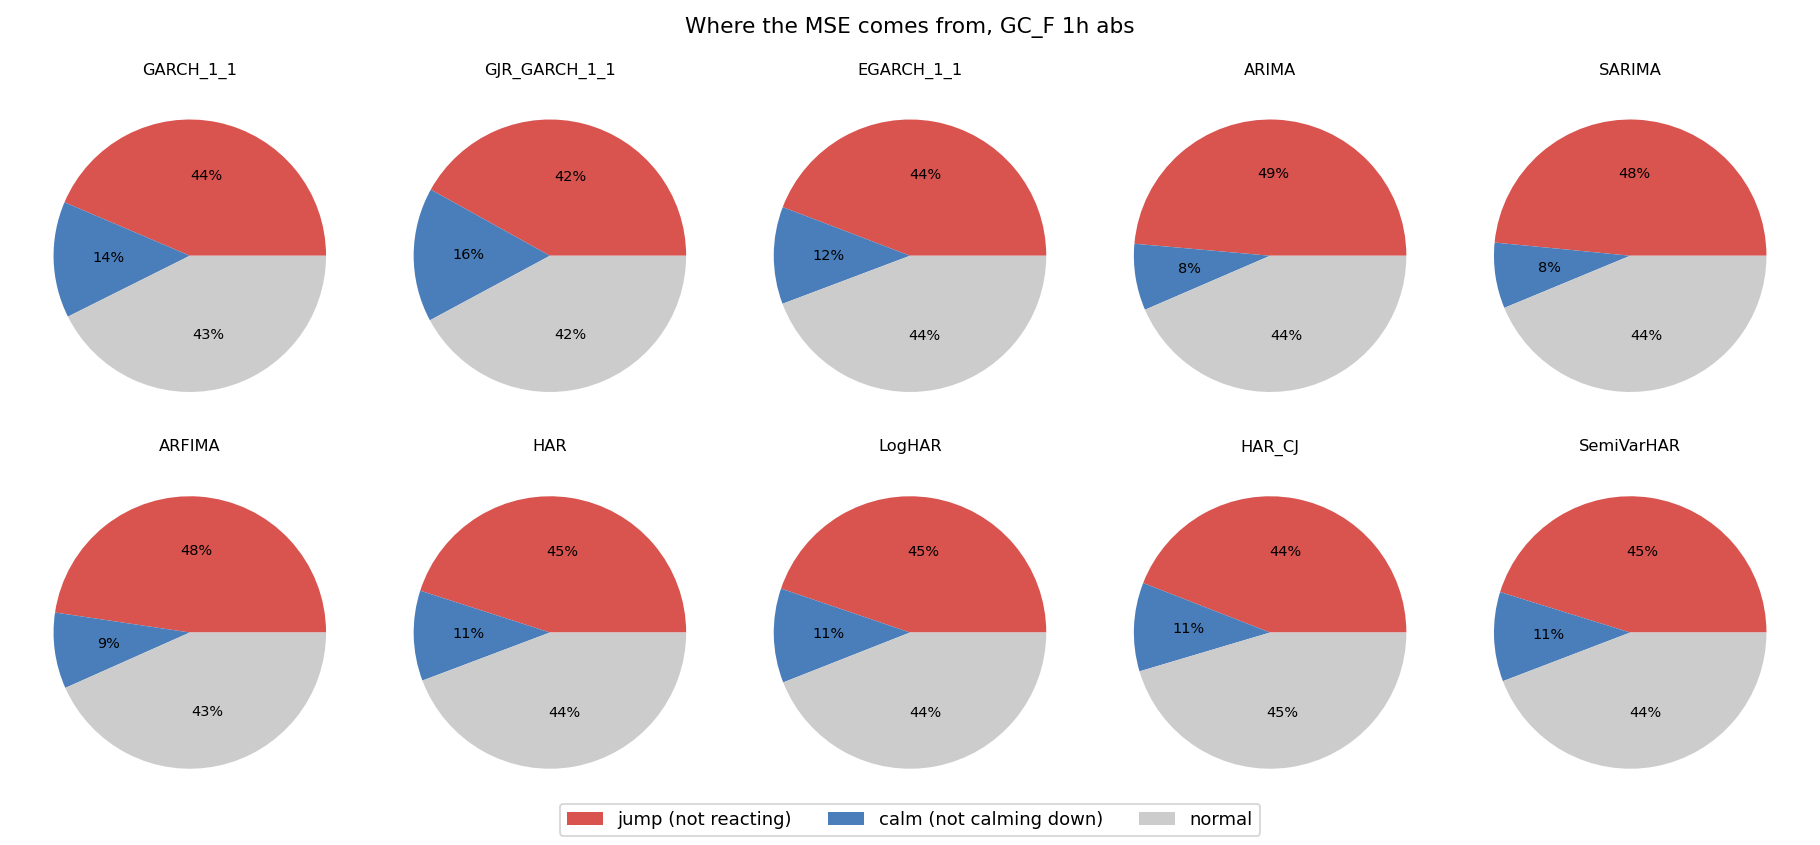 Where the MSE comes from, GC_F 1h abs
GARCH_1_1
GJR_GARCH_1_1
EGARCH_1_1
ARIMA
SARIMA
44%
14%
43%
42%
16%
42%
44%
12%
44%
49%
8%
44%
48%
8%
44%
ARFIMA
HAR
LogHAR
HAR_CJ
SemiVarHAR
48%
9%
43%
45%
11%
44%
45%
11%
44%
44%
11%
45%
45%
11%
44%
jump (not reacting)
calm (not calming down)
normal